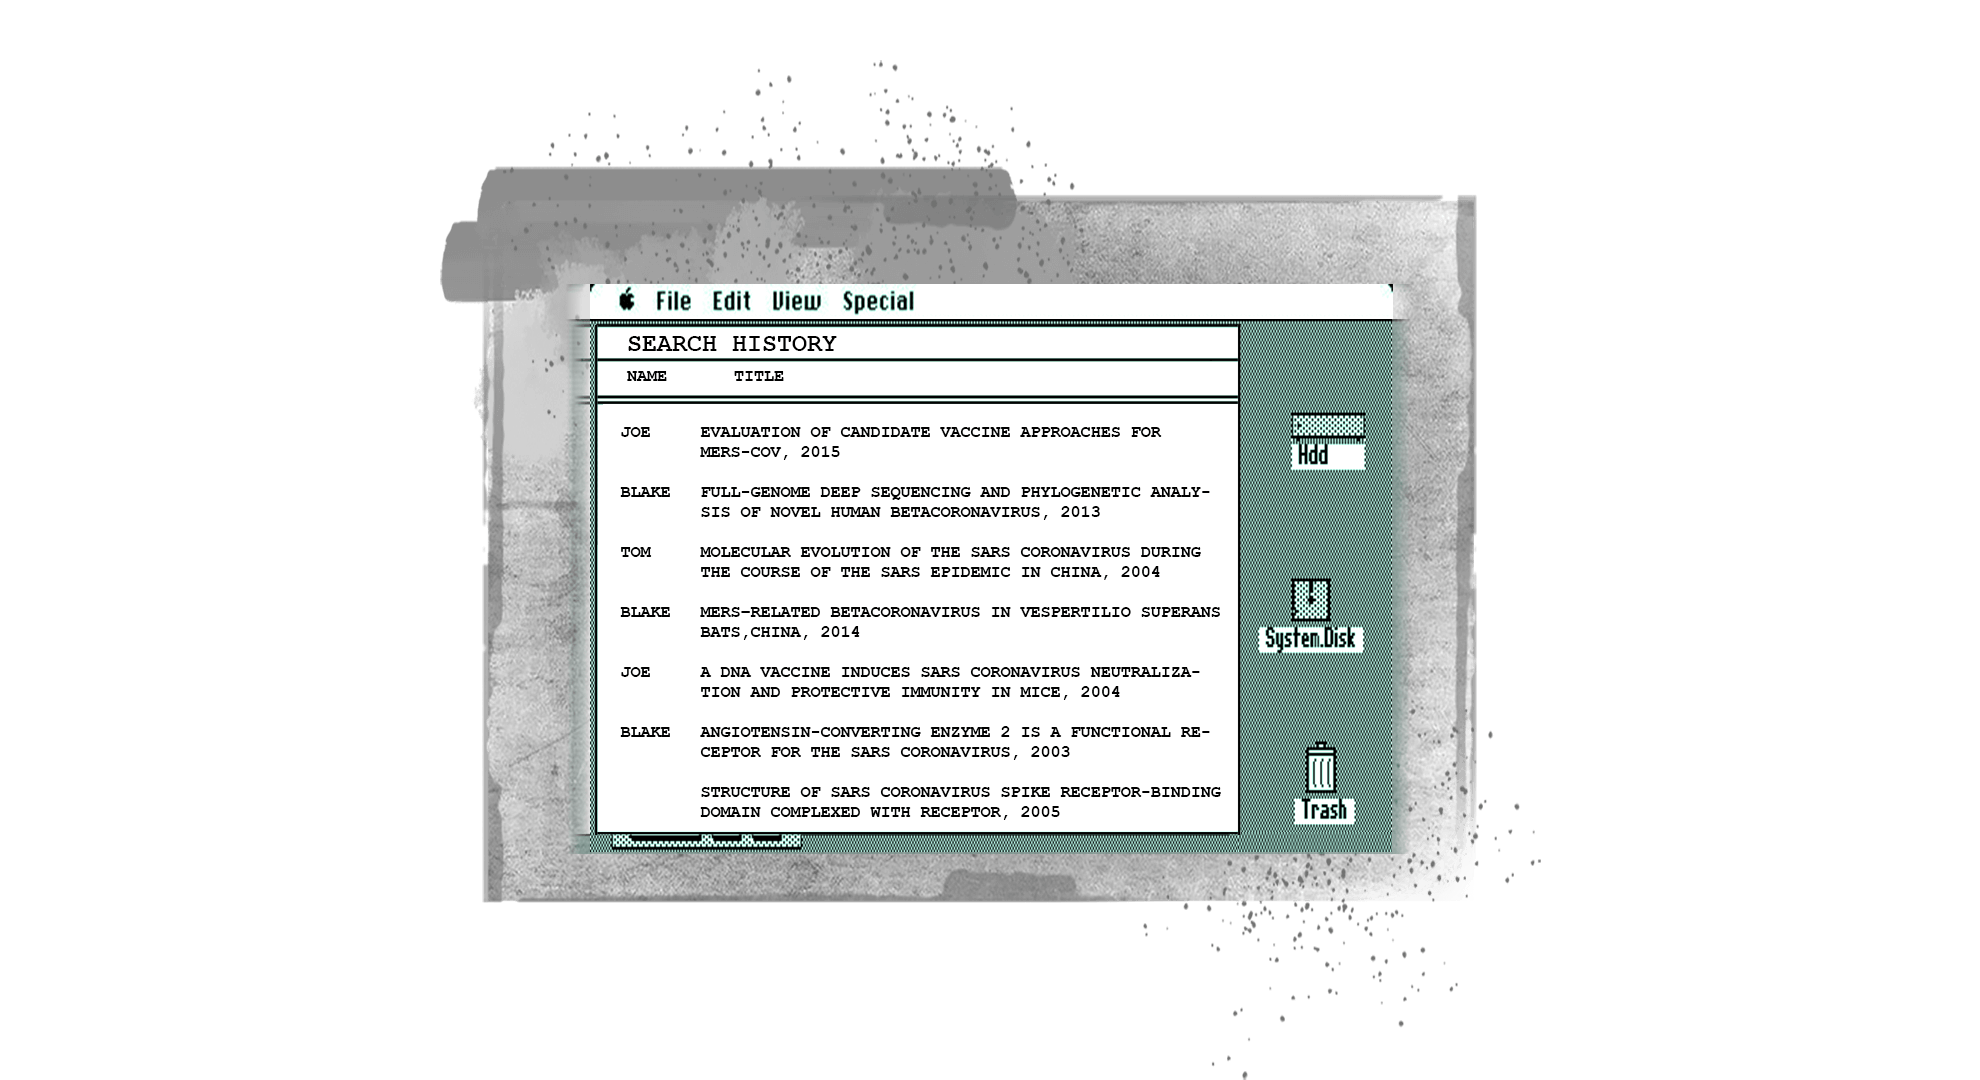 File Edit View Special
SEARCH HISTORY
NAME TITLE
JOE EVALUATION OF CANDIDATE VACCINE APPROACHES FOR
MERS-COV, 2015
BLAKE FULL-GENOME DEEP SEQUENCING AND PHYLOGENETIC ANALY-
SIS OF NOVEL HUMAN BETACORONAVIRUS, 2013
TOM MOLECULAR EVOLUTION OF THE SARS CORONAVIRUS DURING
THE COURSE OF THE SARS EPIDEMIC IN CHINA, 2004
BLAKE MERS-RELATED BETACORONAVIRUS IN VESPERTILIO SUPERANS
BATS,CHINA, 2014
JOE A DNA VACCINE INDUCES SARS CORONAVIRUS NEUTRALIZA-
TION AND PROTECTIVE IMMUNITY IN MICE, 2004
BLAKE ANGIOTENSIN-CONVERTING ENZYME 2 IS A FUNCTIONAL RE-
CEPTOR FOR THE SARS CORONAVIRUS, 2003
STRUCTURE OF SARS CORONAVIRUS SPIKE RECEPTOR-BINDING
DOMAIN COMPLEXED WITH RECEPTOR, 2005
Hdd
System.Disk
Trash